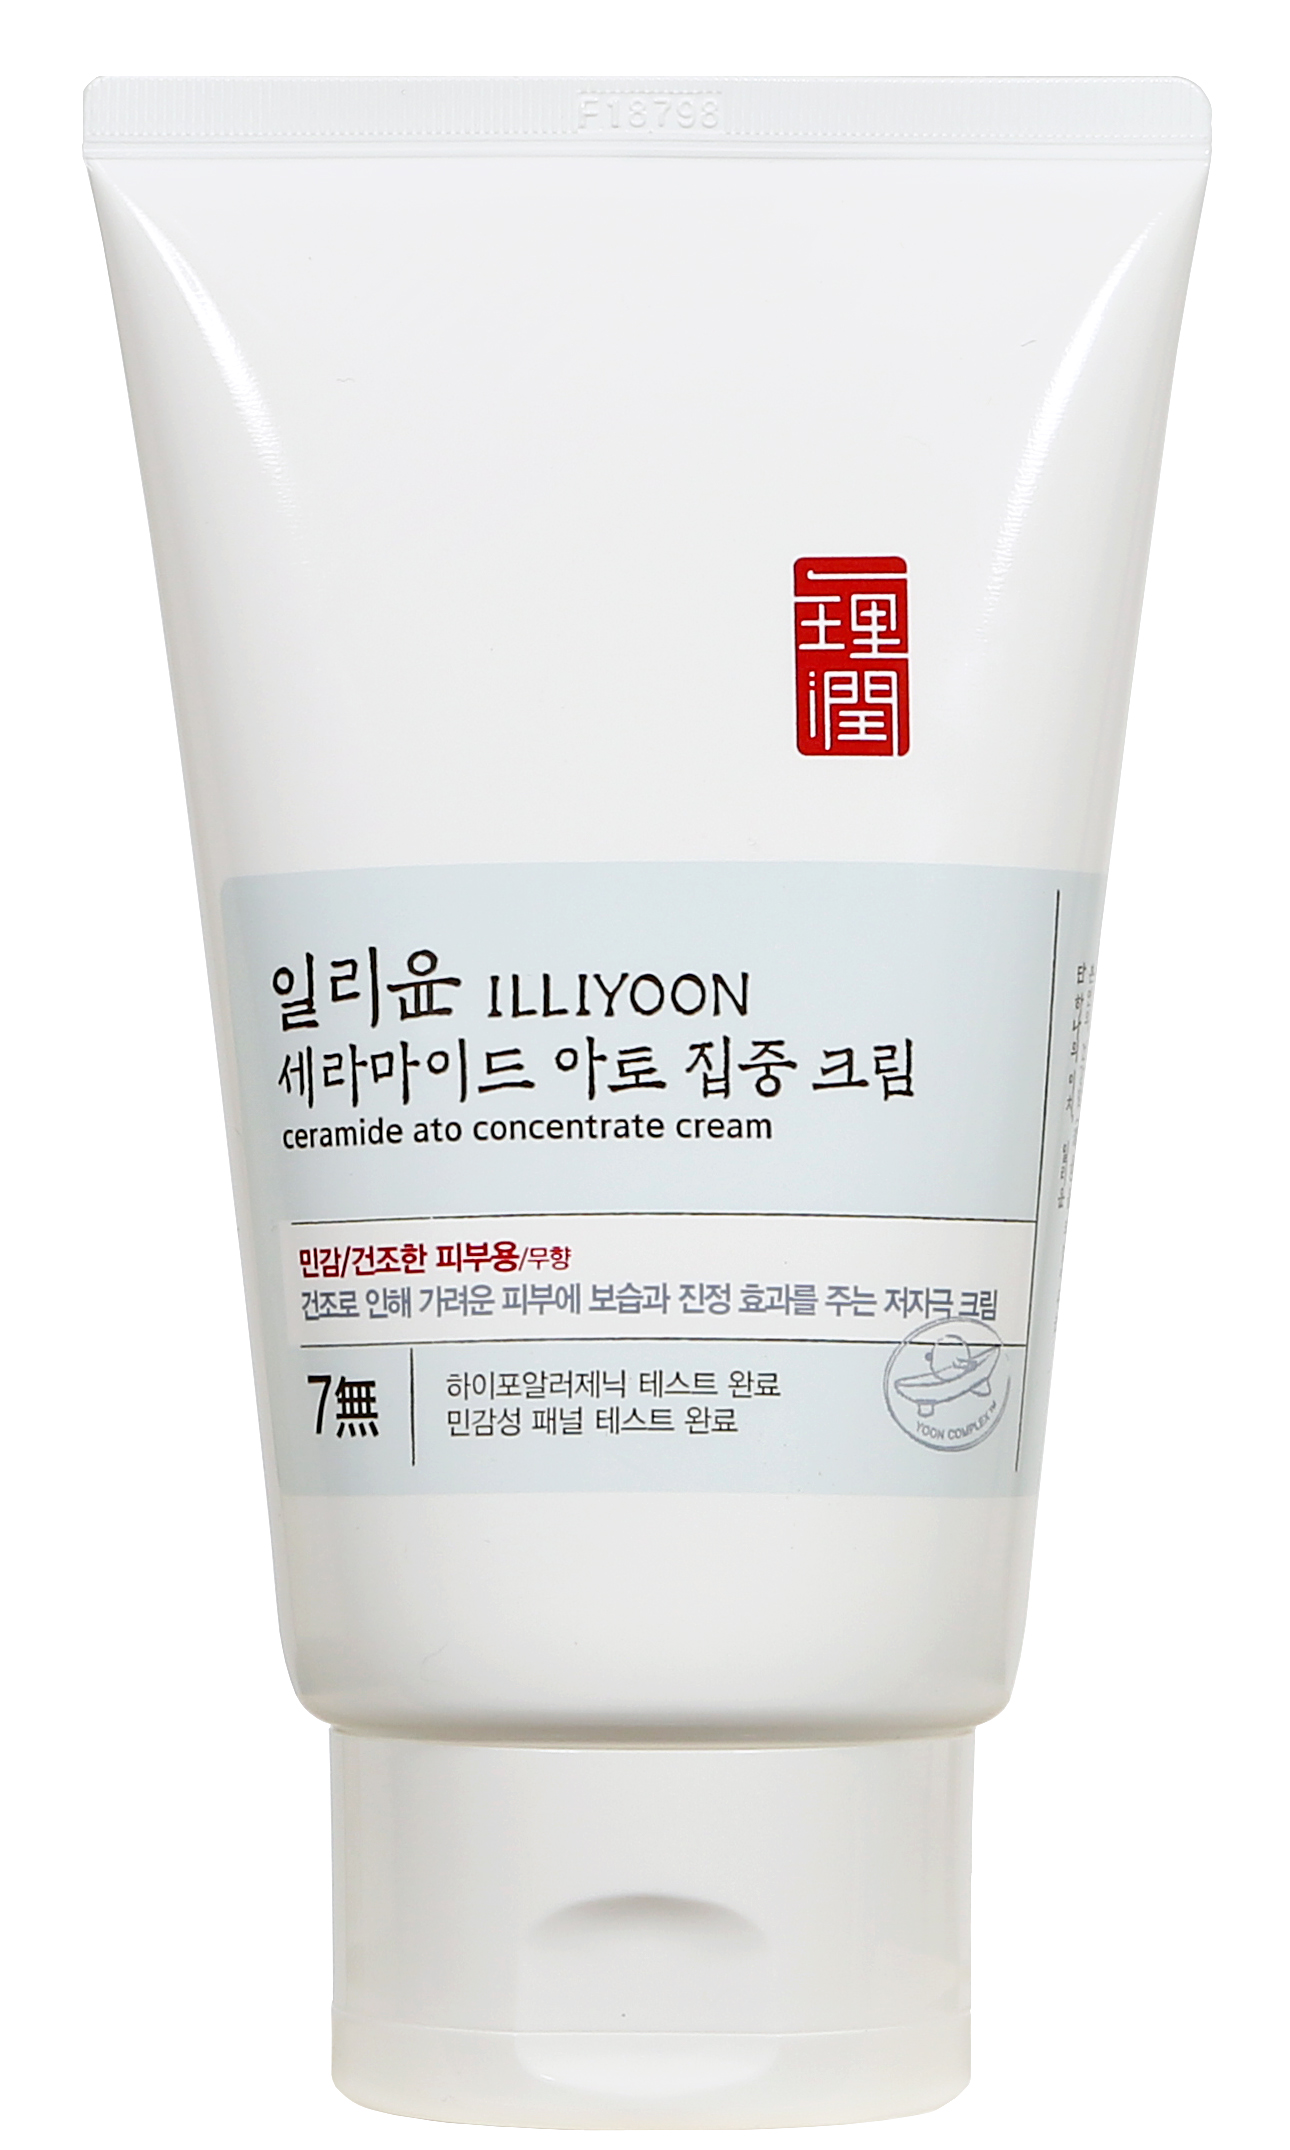 F18798
一
理
潤
일리윤 ILLIYOON
세라마이드 아토 집중 크림
ceramide ato concentrate cream
민감/건조한 피부용/무향
건조로 인해 가려운 피부에 보습과 진정 효과를 주는 저자극 크림
7無
하이포알러제닉 테스트 완료
민감성 패널 테스트 완료
YOON COMPLEX™